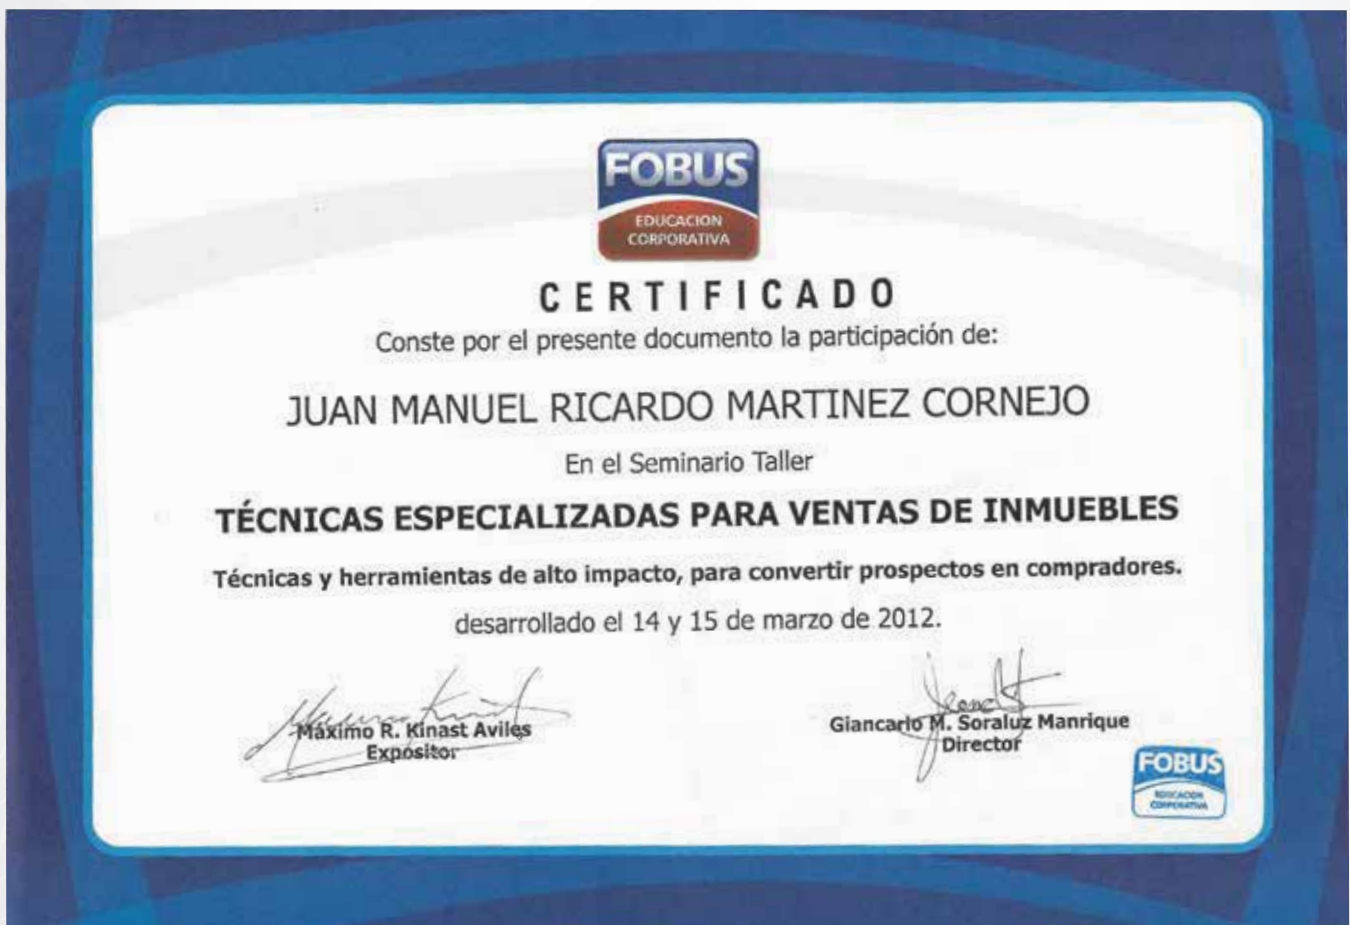 FOBUS
EDUCACION
CORPORATIVA
CERTIFICADO
Conste por el presente documento la participación de:
JUAN MANUEL RICARDO MARTINEZ CORNEJO
En el Seminario Taller
TÉCNICAS ESPECIALIZADAS PARA VENTAS DE INMUEBLES
Técnicas y herramientas de alto impacto, para convertir prospectos en compradores.
desarrollado el 14 y 15 de marzo de 2012.
Máximo R. Kinast Aviles
Expositor
Giancarlo M. Soraluz Manrique
Director
FOBUS
EDUCACION
CORPORATIVA